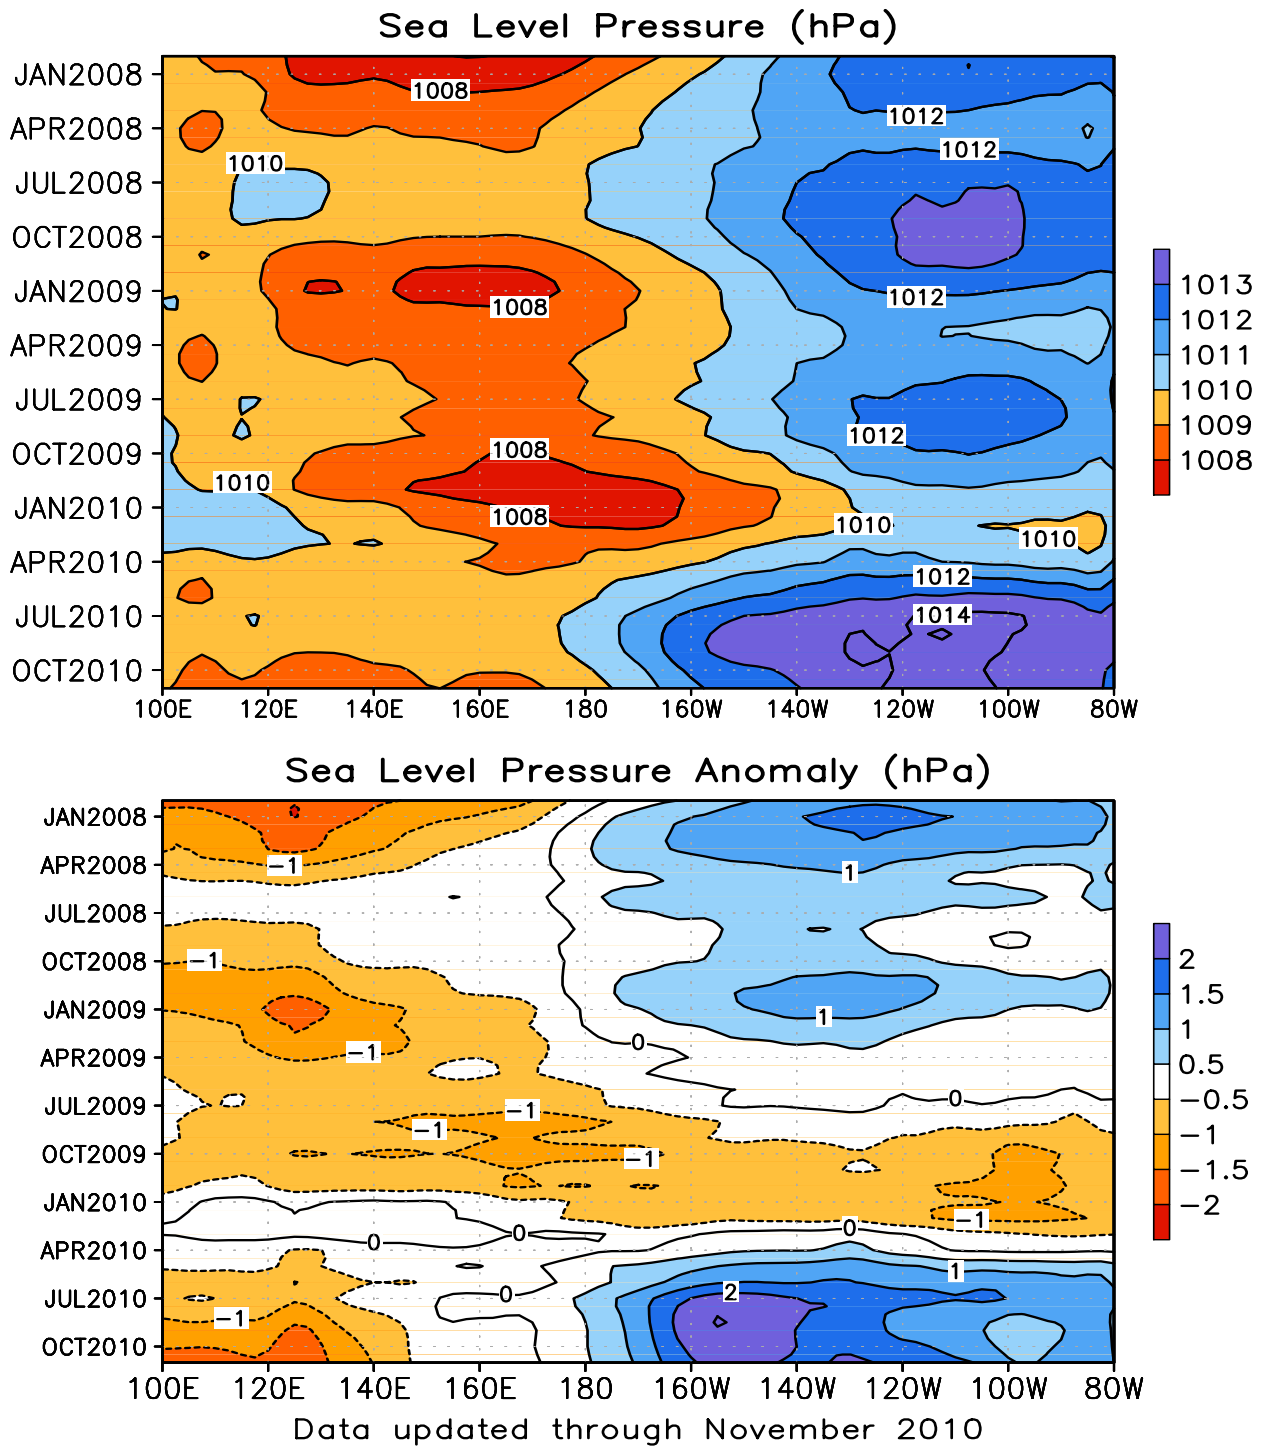 Sea Level Pressure (hPa)
JAN2008
1008
1012
APR2008
1012
1010
JUL2008
OCT2008
JAN2009
1012
1008
APR2009
JUL2009
1012
1008
OCT2009
1010
JAN2010
1008
1010
1010
APR2010
1012
JUL2010
1014
OCT2010
100E 120E 140E 160E 180 160W 140W 120W 100W 80W
1013
1012
1011
1010
1009
1008
Sea Level Pressure Anomaly (hPa)
JAN2008
APR2008
−1
1
JUL2008
OCT2008
−1
JAN2009
1
0
APR2009
−1
JUL2009
0
−1
−1
OCT2009
−1
JAN2010
−1
0
0
0
APR2010
1
JUL2010
0
2
−1
OCT2010
100E 120E 140E 160E 180 160W 140W 120W 100W 80W
2
1.5
1
0.5
−0.5
−1
−1.5
−2
Data updated through November 2010